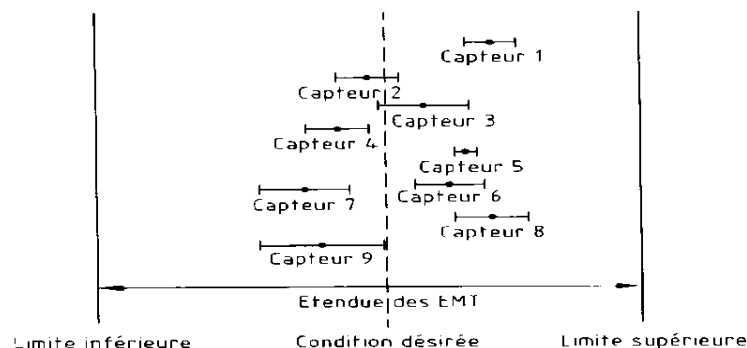 Capteur 1
Capteur 2
Capteur 3
Capteur 4
Capteur 5
Capteur 6
Capteur 7
Capteur 8
Capteur 9
Etendue des EMT
Limite inférieure
Condition désirée
Limite supérieure